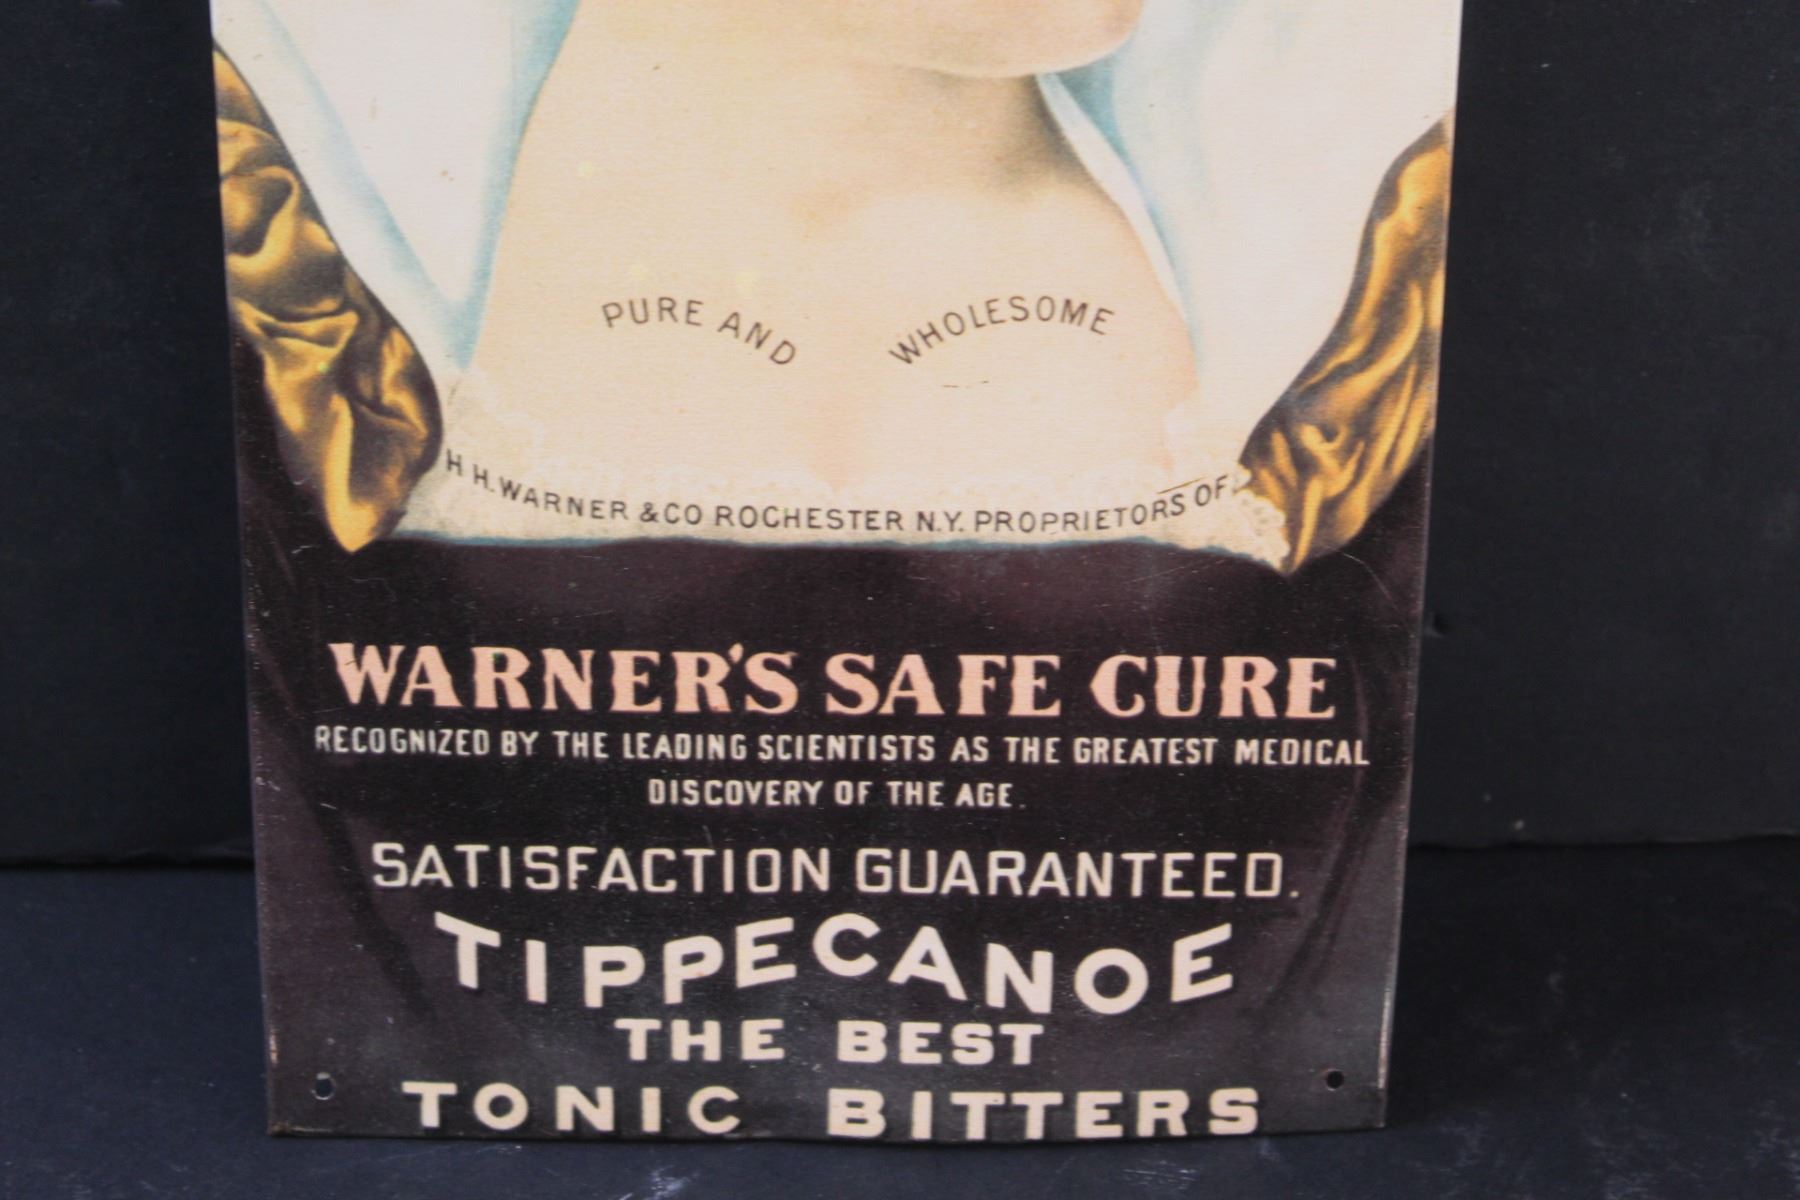 PURE AND WHOLESOME
H H. WARNER & CO ROCHESTER N.Y. PROPRIETORS OF
WARNER'S SAFE CURE
RECOGNIZED BY THE LEADING SCIENTISTS AS THE GREATEST MEDICAL
DISCOVERY OF THE AGE.
SATISFACTION GUARANTEED.
TIPPECANOE
THE BEST
TONIC BITTERS